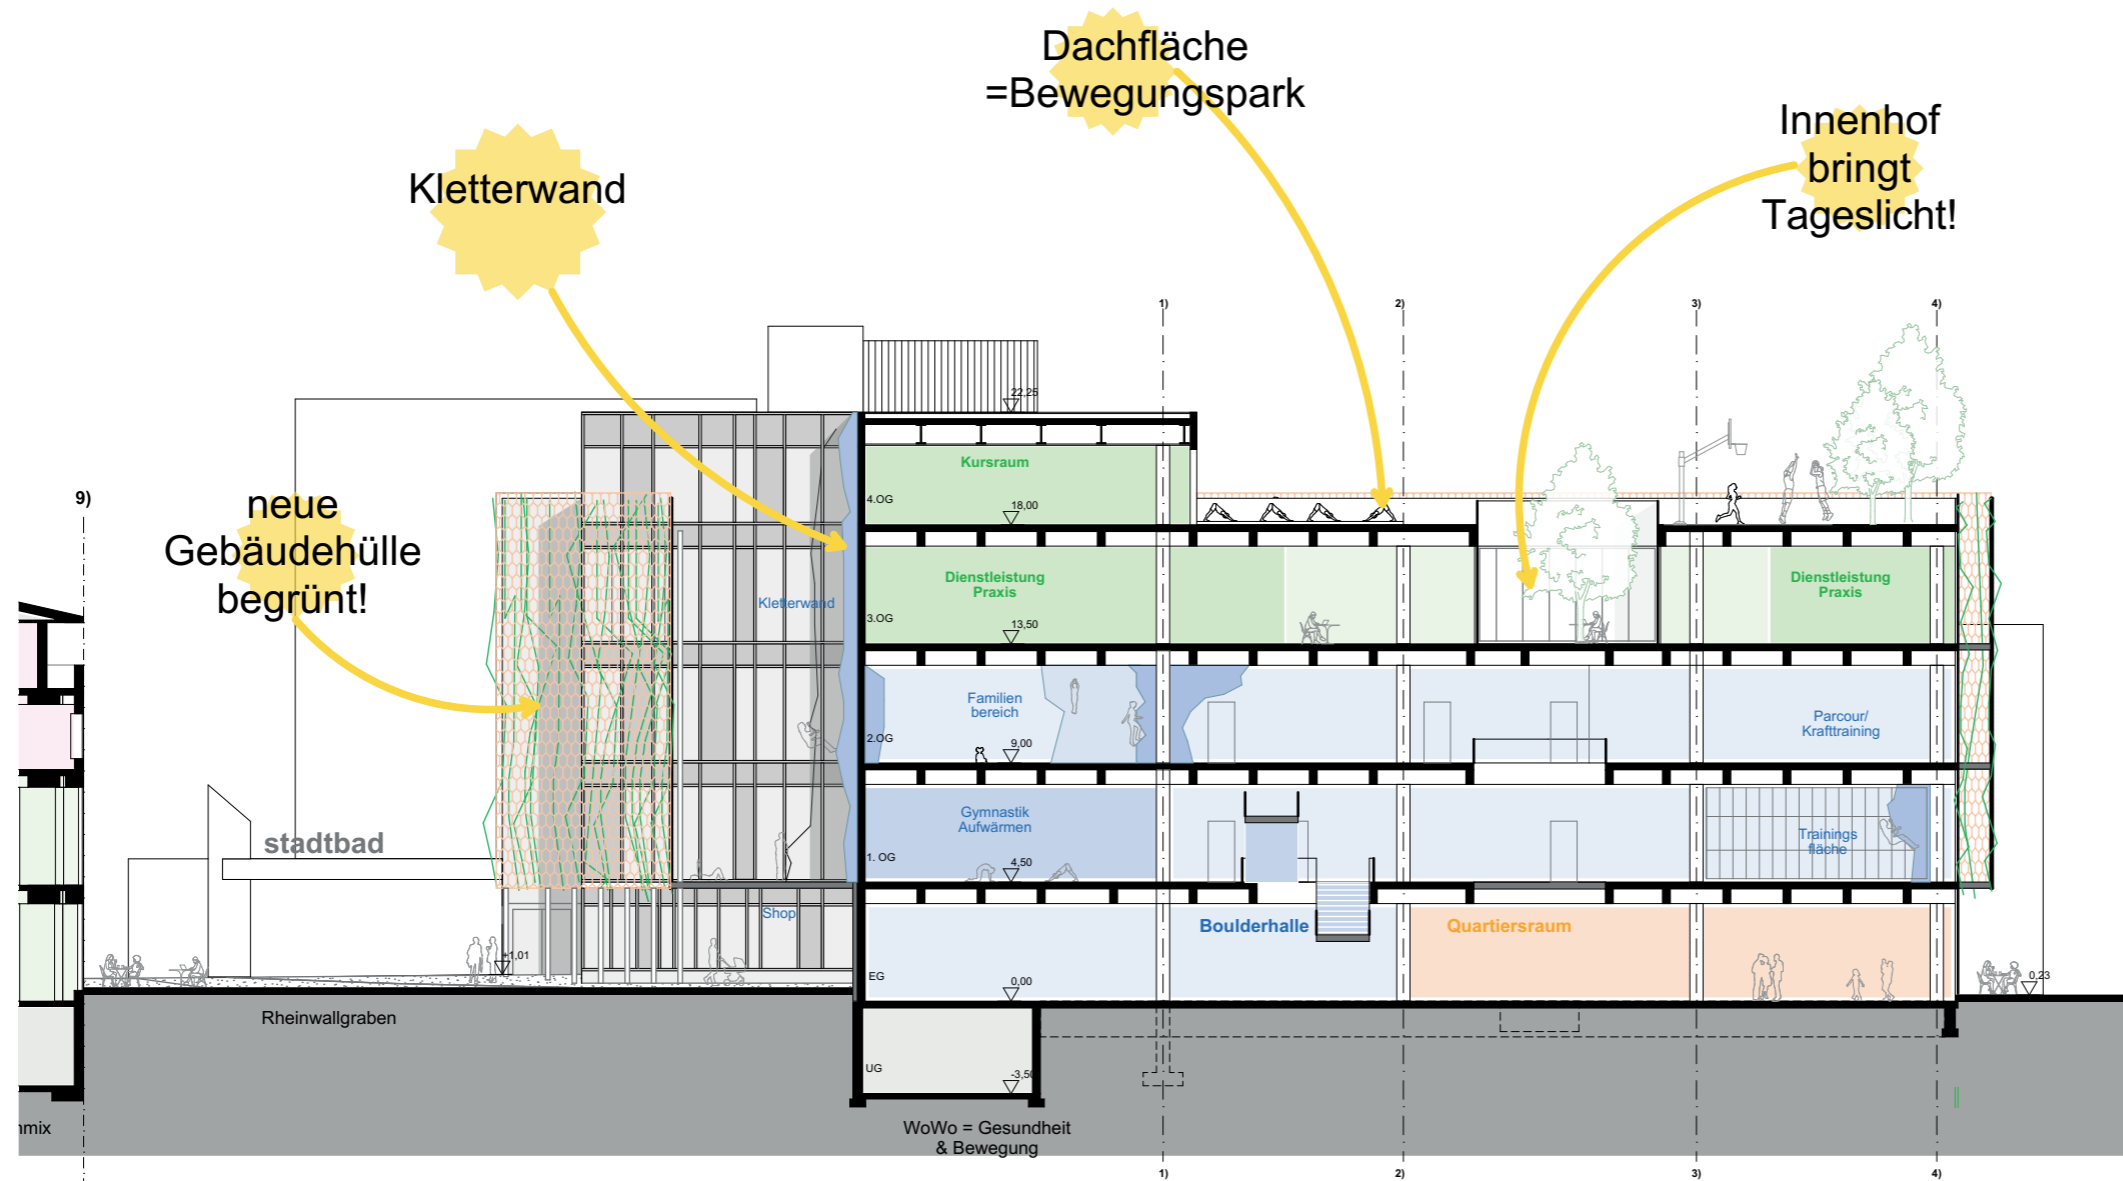 Dachfläche
=Bewegungspark
Innenhof
bringt
Tageslicht!
Kletterwand
neue
Gebäudehülle
begrünt!
1)
2)
3)
4)
9)
22,25
Kursraum
4.OG
18,00
Dienstleistung
Praxis
Dienstleistung
Praxis
Kletterwand
3.OG
13,50
Familien
bereich
Parcour/
Krafttraining
2.OG
9,00
Gymnastik
Aufwärmen
Trainings
fläche
stadtbad
1. OG
4,50
Shop
Boulderhalle
Quartiersraum
+1,01
EG
0,00
0,23
Rheinwallgraben
UG
-3,50
nmix
WoWo = Gesundheit
& Bewegung
1)
2)
3)
4)